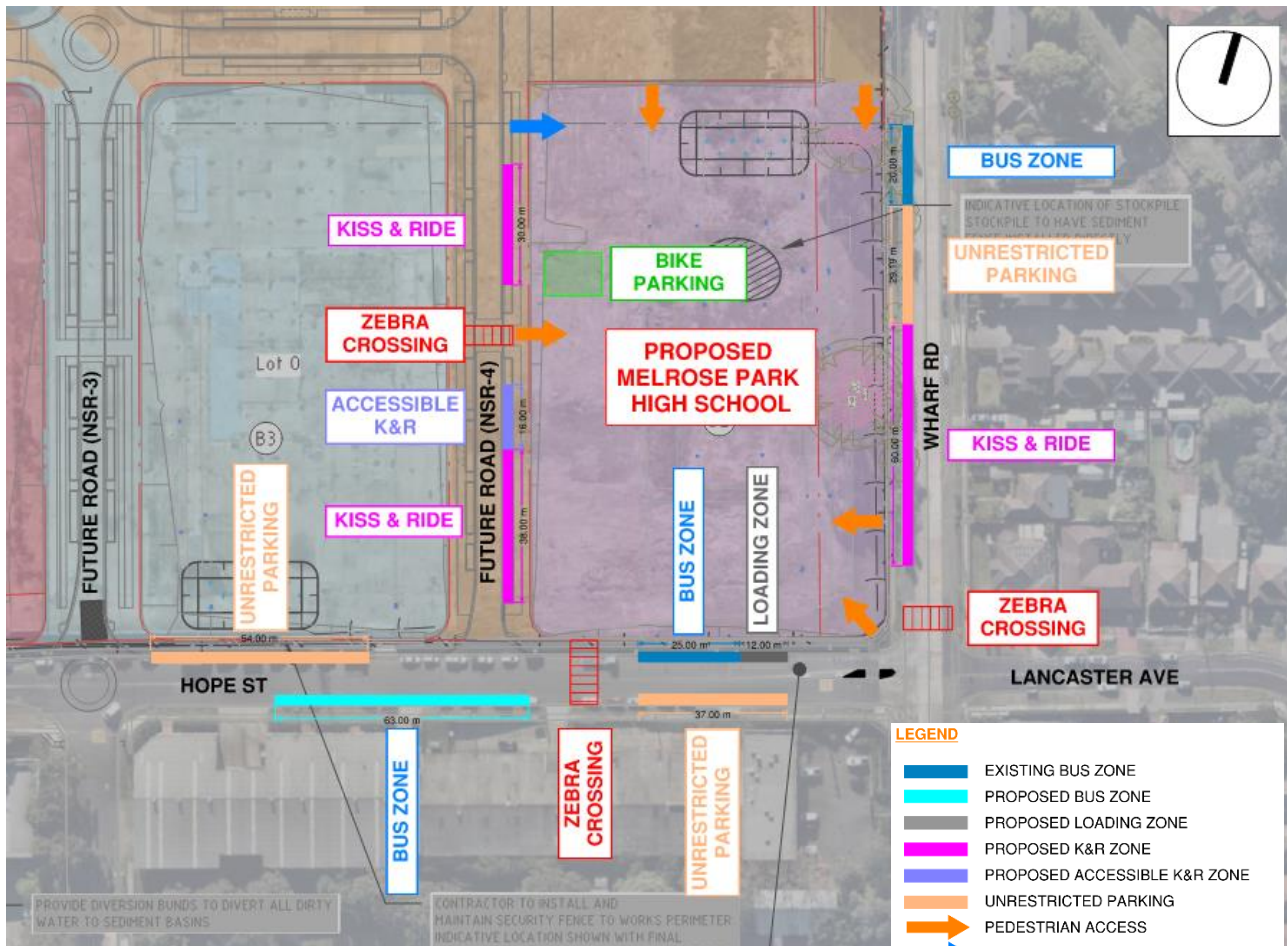 BUS ZONE
INDICATIVE LOCATION OF STOCKPILE
STOCKPILE TO HAVE SEDIMENT
UNRESTRICTED
PARKING
20.00 m
29.19 m
60.00 m
KISS & RIDE
30.00 m
BIKE
PARKING
ZEBRA
CROSSING
PROPOSED
MELROSE PARK
HIGH SCHOOL
Lot 0
ACCESSIBLE
K&R
16.00 m
B3
WHARF RD
KISS & RIDE
FUTURE ROAD (NSR-3)
FUTURE ROAD (NSR-4)
UNRESTRICTED
PARKING
KISS & RIDE
38.00 m
BUS ZONE
LOADING ZONE
ZEBRA
CROSSING
54.00 m
25.00 m
12.00 m
HOPE ST
LANCASTER AVE
63.00 m
37.00 m
BUS ZONE
ZEBRA
CROSSING
UNRESTRICTED
PARKING
PROVIDE DIVERSION BUNDS TO DIVERT ALL DIRTY
WATER TO SEDIMENT BASINS
CONTRACTOR TO INSTALL AND
MAINTAIN SECURITY FENCE TO WORKS PERIMETER.
INDICATIVE LOCATION SHOWN WITH FINAL
LEGEND
EXISTING BUS ZONE
PROPOSED BUS ZONE
PROPOSED LOADING ZONE
PROPOSED K&R ZONE
PROPOSED ACCESSIBLE K&R ZONE
UNRESTRICTED PARKING
PEDESTRIAN ACCESS